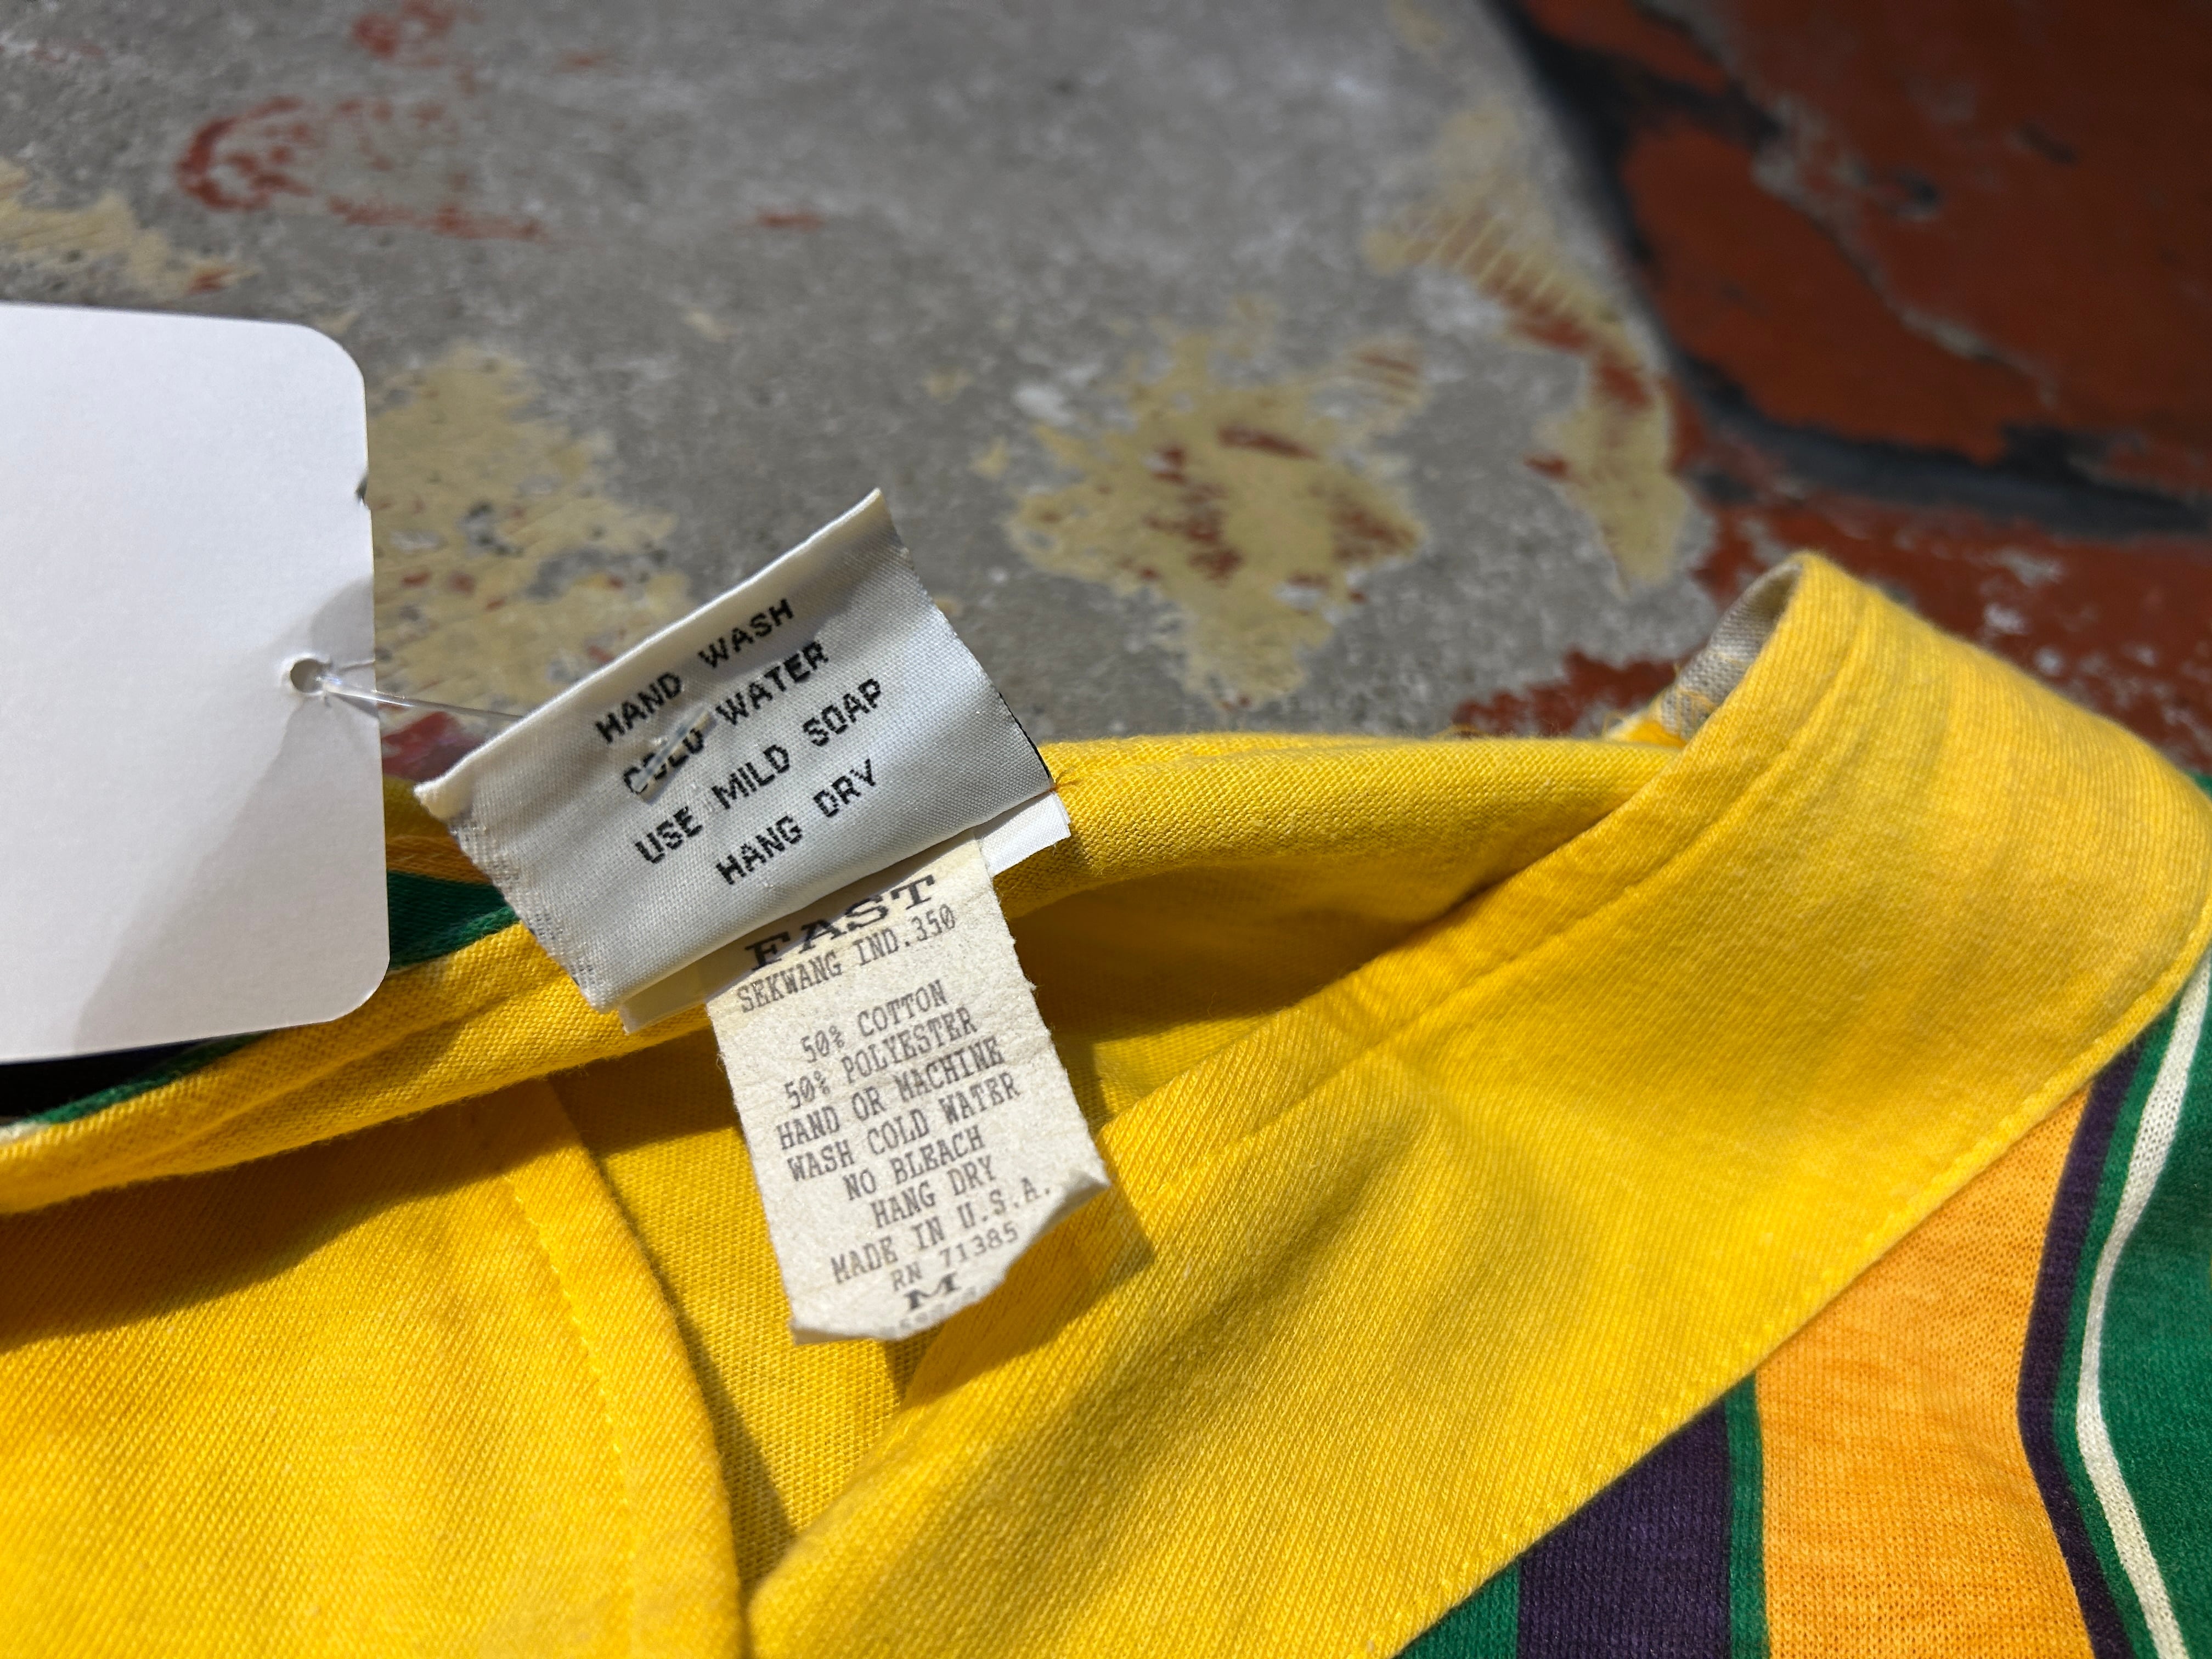 HAND WASH
COLD WATER
USE MILD SOAP
HANG DRY
FAST
SEKWANG IND.350
50% COTTON
50% POLYESTER
HAND OR MACHINE
WASH COLD WATER
NO BLEACH
HANG DRY
MADE IN U.S.A.
RN 71385
M